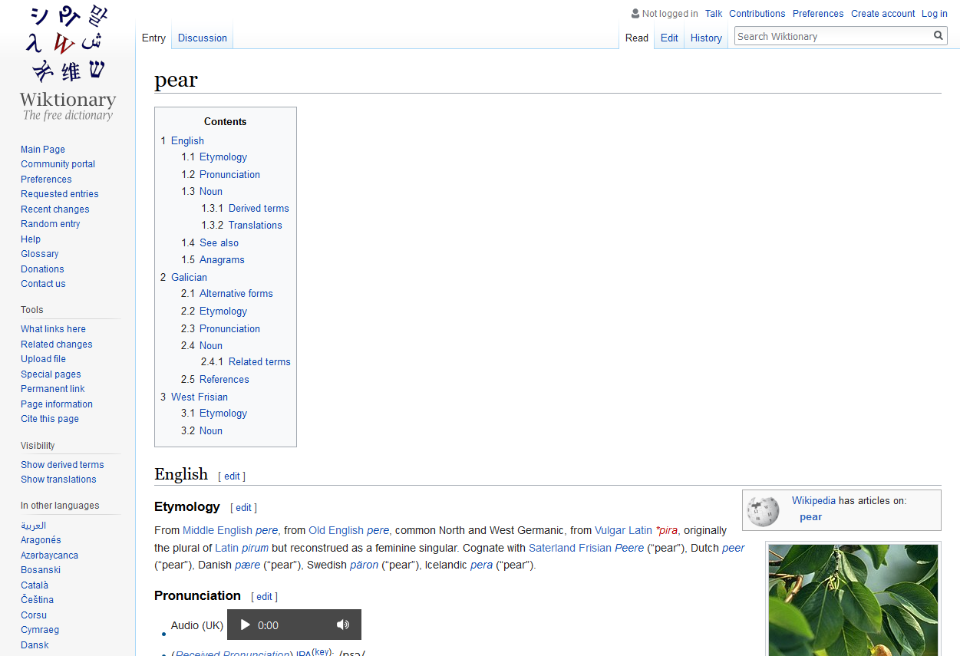 シ
말
λ
W
維
ש
Wiktionary
The free dictionary
Not logged in Talk Contributions Preferences Create account Log in
Entry Discussion Read Edit History Search Wiktionary
pear
Contents
1 English
1.1 Etymology
1.2 Pronunciation
1.3 Noun
1.3.1 Derived terms
1.3.2 Translations
1.4 See also
1.5 Anagrams
2 Galician
2.1 Alternative forms
2.2 Etymology
2.3 Pronunciation
2.4 Noun
2.4.1 Related terms
2.5 References
3 West Frisian
3.1 Etymology
3.2 Noun
Main Page
Community portal
Preferences
Requested entries
Recent changes
Random entry
Help
Glossary
Donations
Contact us
Tools
What links here
Related changes
Upload file
Special pages
Permanent link
Page information
Cite this page
Visibility
Show derived terms
Show translations
In other languages
العربية
Aragonés
Azərbaycanca
Bosanski
Català
Čeština
Corsu
Cymraeg
Dansk
English [ edit ]
Etymology [ edit ]
From Middle English pere, from Old English pere, common North and West Germanic, from Vulgar Latin *pira, originally
the plural of Latin pirum but reconstrued as a feminine singular. Cognate with Saterland Frisian Peere (“pear”), Dutch peer
(“pear”), Danish pære (“pear”), Swedish päron (“pear”), Icelandic pera (“pear”).
Wikipedia has articles on:
pear
Pronunciation [ edit ]
Audio (UK) 0:00
(Received Pronunciation) IPA(key): /pɛə/